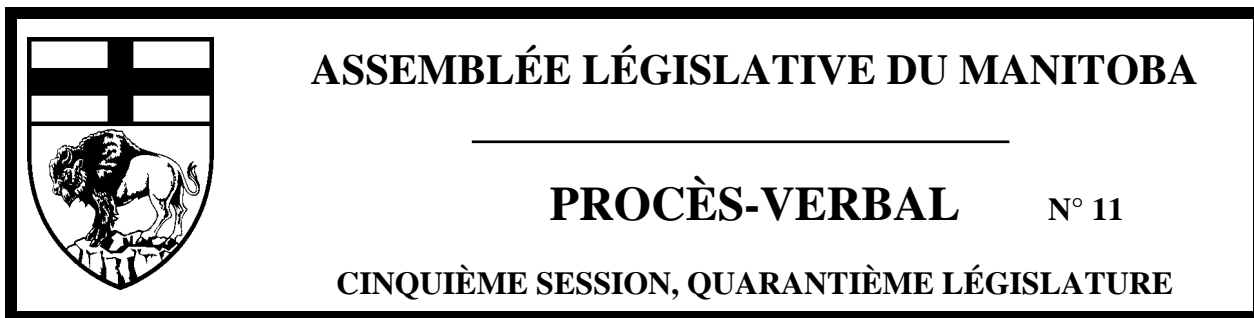 ASSEMBLÉE LÉGISLATIVE DU MANITOBA
PROCÈS-VERBAL N° 11
CINQUIÈME SESSION, QUARANTIÈME LÉGISLATURE